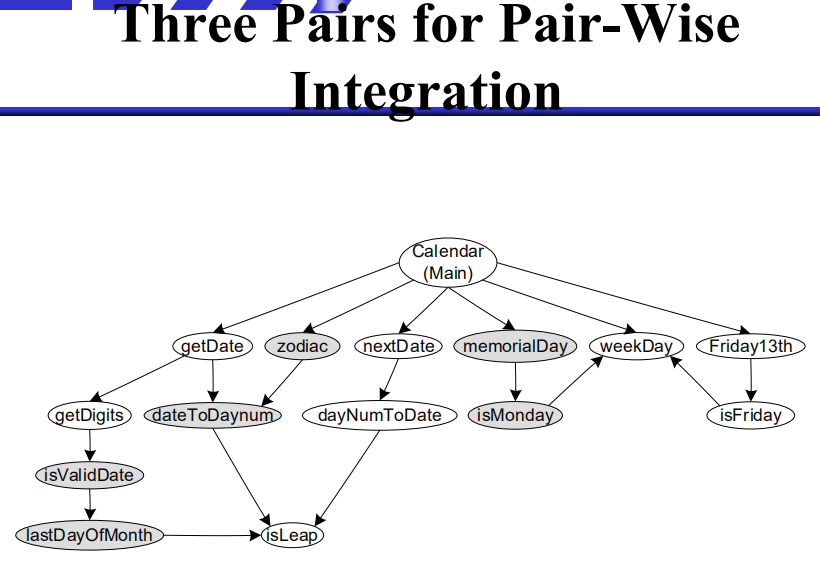 Three Pairs for Pair-Wise
Integration
Calendar
(Main)
getDate
zodiac
nextDate
memorialDay
weekDay
Friday13th
getDigits
dateToDaynum
dayNumToDate
isMonday
isFriday
isValidDate
lastDayOfMonth
isLeap